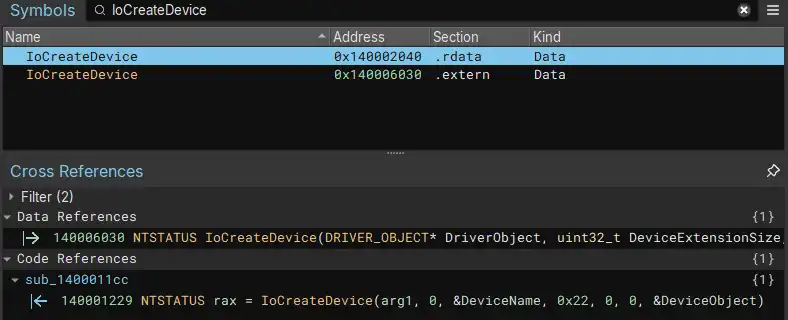 Symbols IoCreateDevice
Name Address Section Kind
IoCreateDevice 0x140002040 .rdata Data
IoCreateDevice 0x140006030 .extern Data
Cross References
Filter (2)
Data References {1}
140006030 NTSTATUS IoCreateDevice(DRIVER_OBJECT* DriverObject, uint32_t DeviceExtensionSize,
Code References {1}
sub_1400011cc {1}
140001229 NTSTATUS rax = IoCreateDevice(arg1, 0, &DeviceName, 0x22, 0, 0, &DeviceObject)